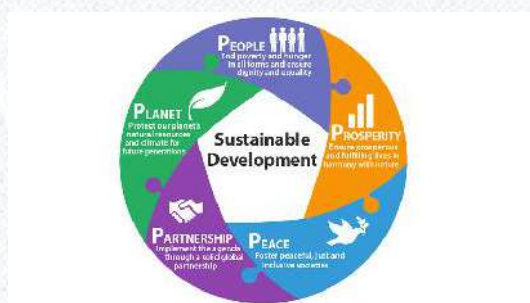 PEOPLE
End poverty and hunger
in all forms and ensure
dignity and equality
PROSPERITY
Ensure prosperous
and fulfilling lives in
harmony with nature
PEACE
Foster peaceful, just and
inclusive societies
PARTNERSHIP
Implement the agenda
through a solid global
partnership
PLANET
Protect our planet's
natural resources
and climate for
future generations
Sustainable
Development